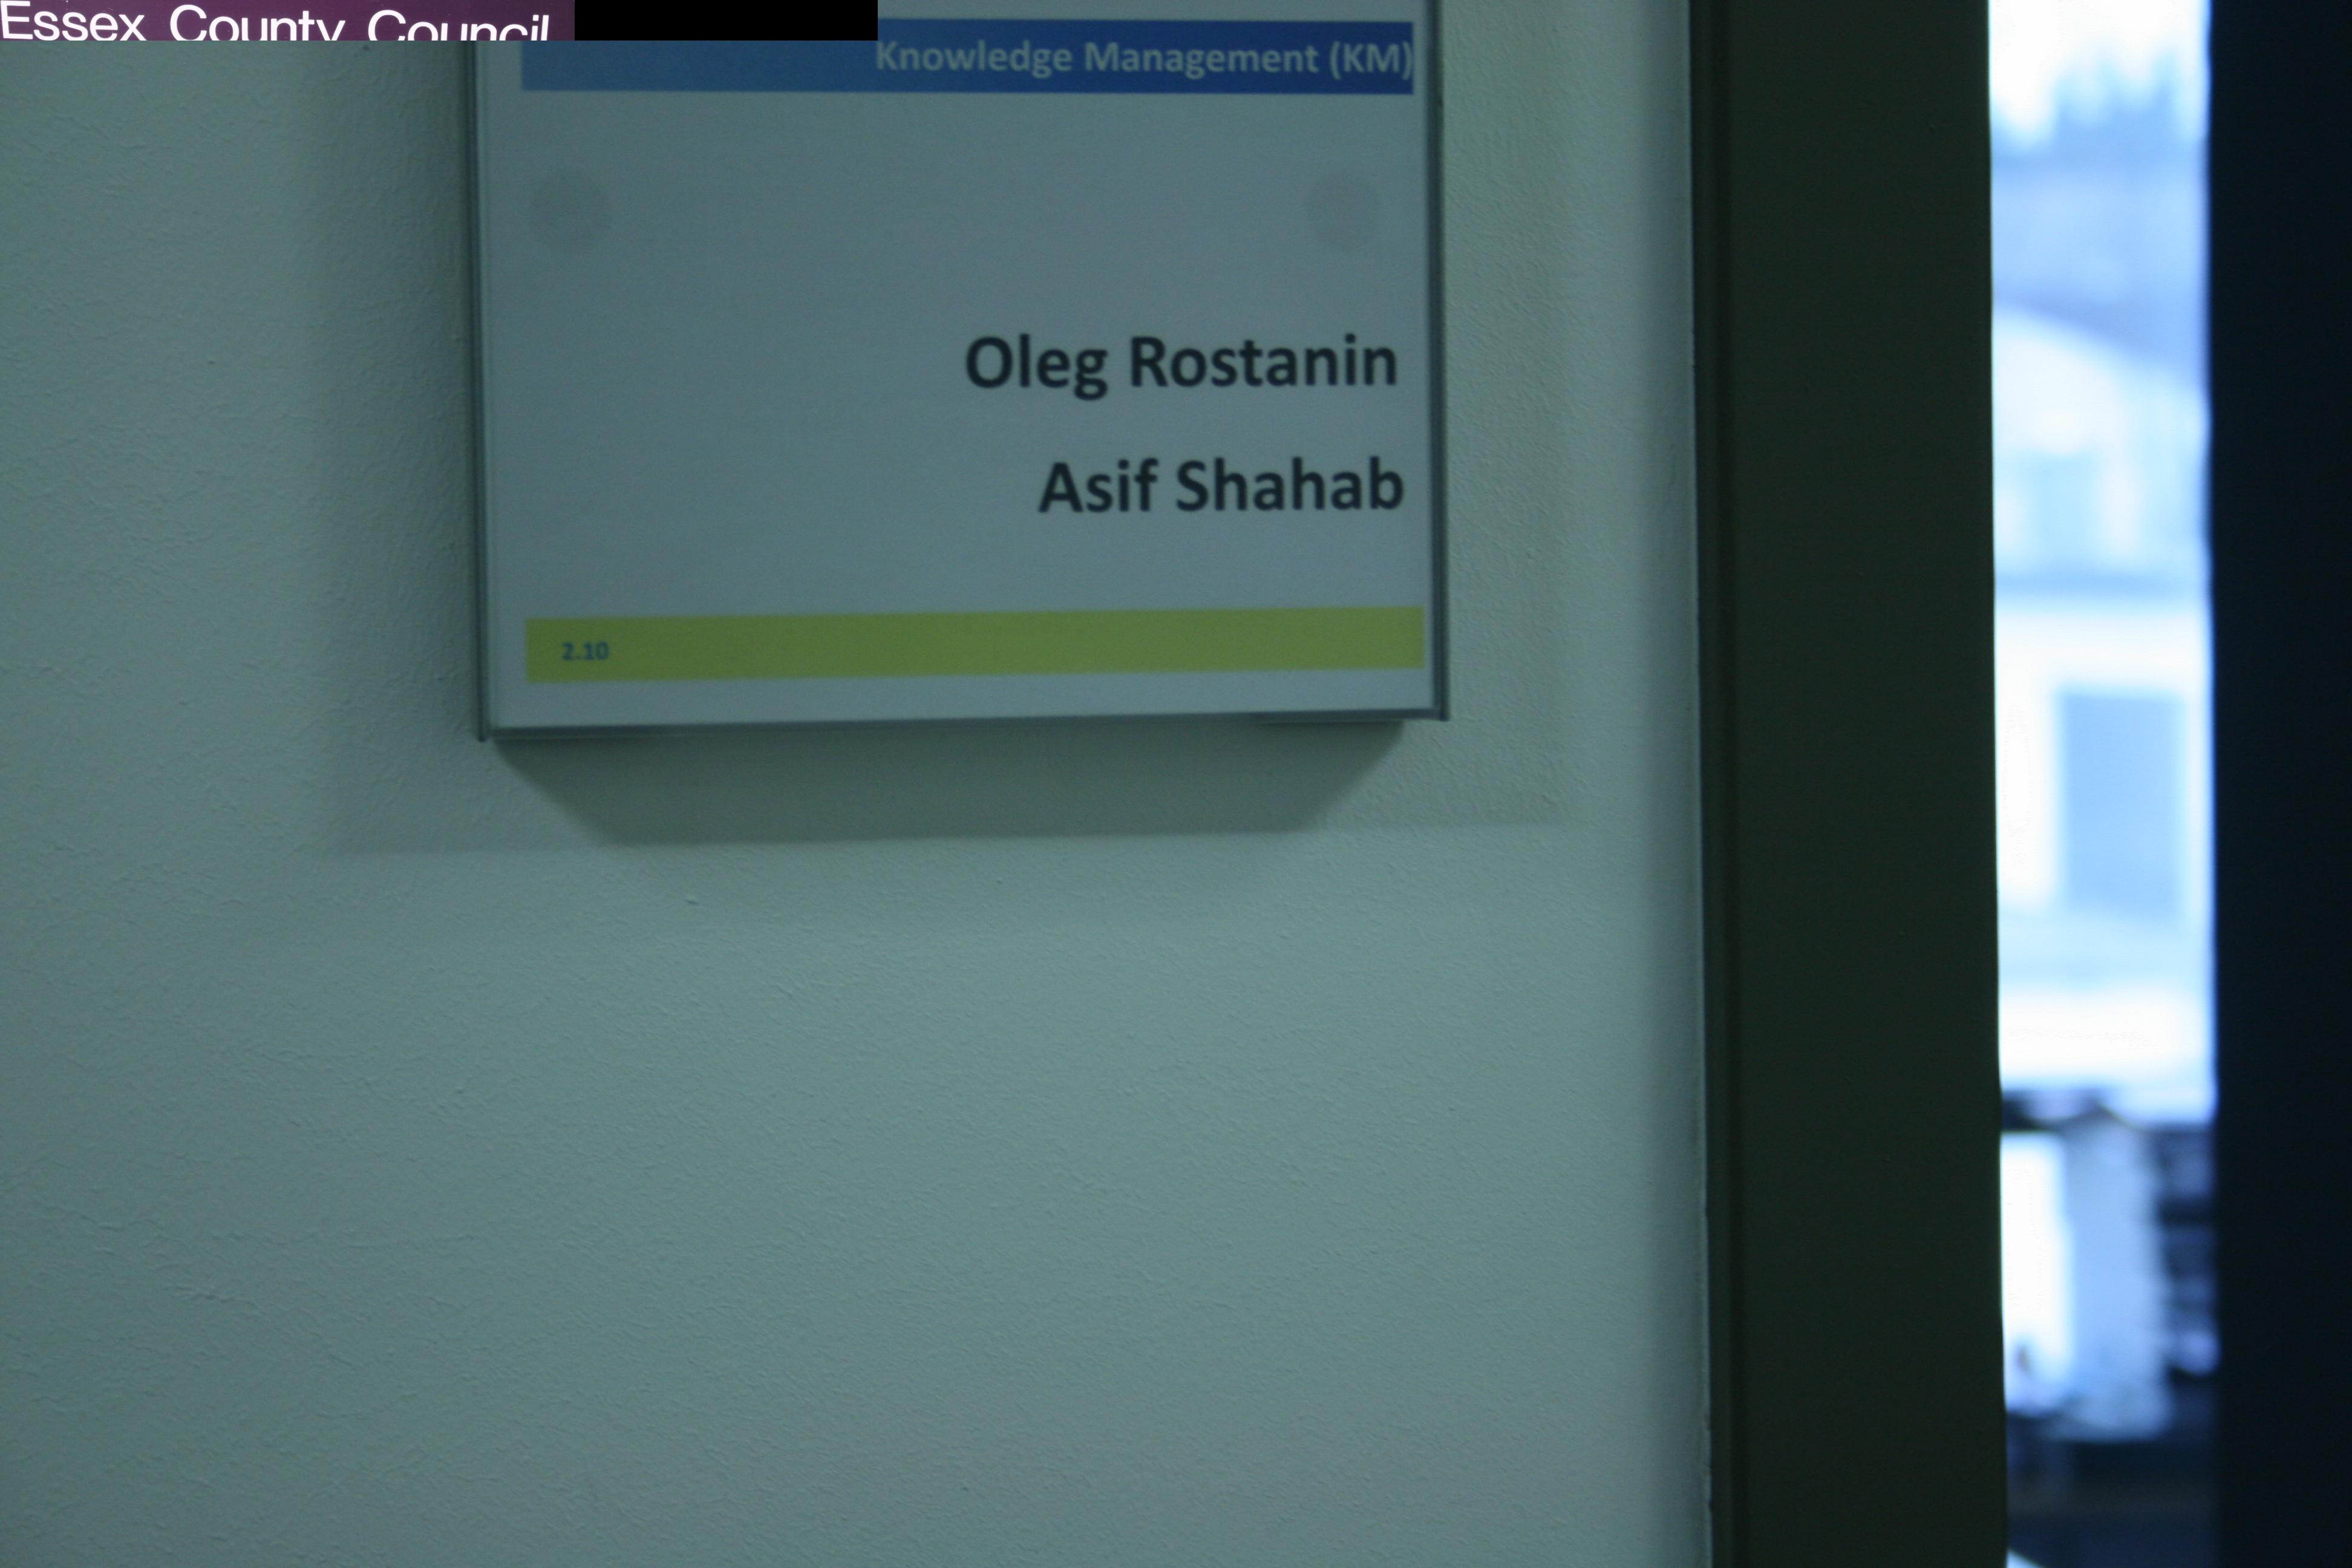 Essex County Council
Knowledge Management (KM)
Oleg Rostanin
Asif Shahab
2.10